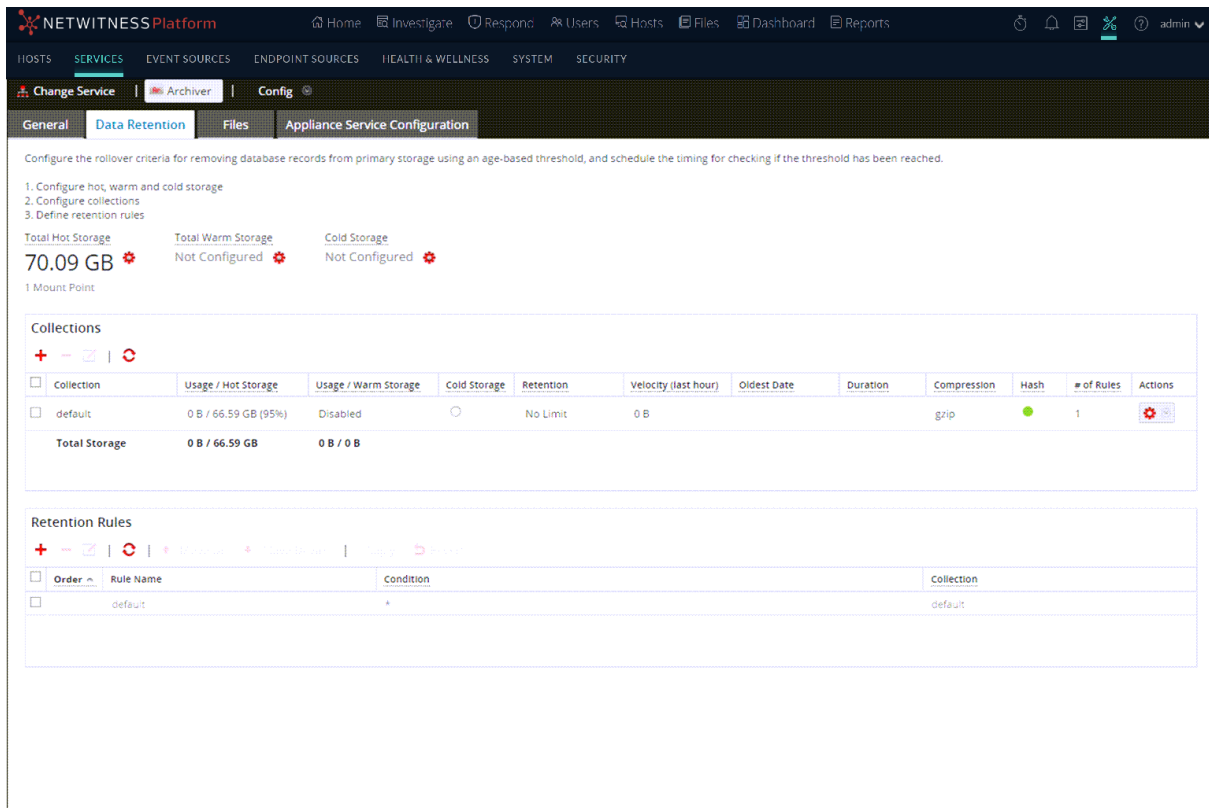 NETWITNESS Platform Home Investigate Respond Users Hosts Files Dashboard Reports admin
HOSTS SERVICES EVENT SOURCES ENDPOINT SOURCES HEALTH & WELLNESS SYSTEM SECURITY
Change Service | Archiver | Config
General Data Retention Files Appliance Service Configuration
Configure the rollover criteria for removing database records from primary storage using an age-based threshold, and schedule the timing for checking if the threshold has been reached.
1. Configure hot, warm and cold storage
2. Configure collections
3. Define retention rules
Total Hot Storage Total Warm Storage Cold Storage
70.09 GB Not Configured Not Configured
1 Mount Point
Collections
Collection Usage / Hot Storage Usage / Warm Storage Cold Storage Retention Velocity (last hour) Oldest Date Duration Compression Hash # of Rules Actions
default 0 B / 66.59 GB (95%) Disabled No Limit 0 B gzip 1
Total Storage 0 B / 66.59 GB 0 B / 0 B
Retention Rules
Order Rule Name Condition Collection
default * default